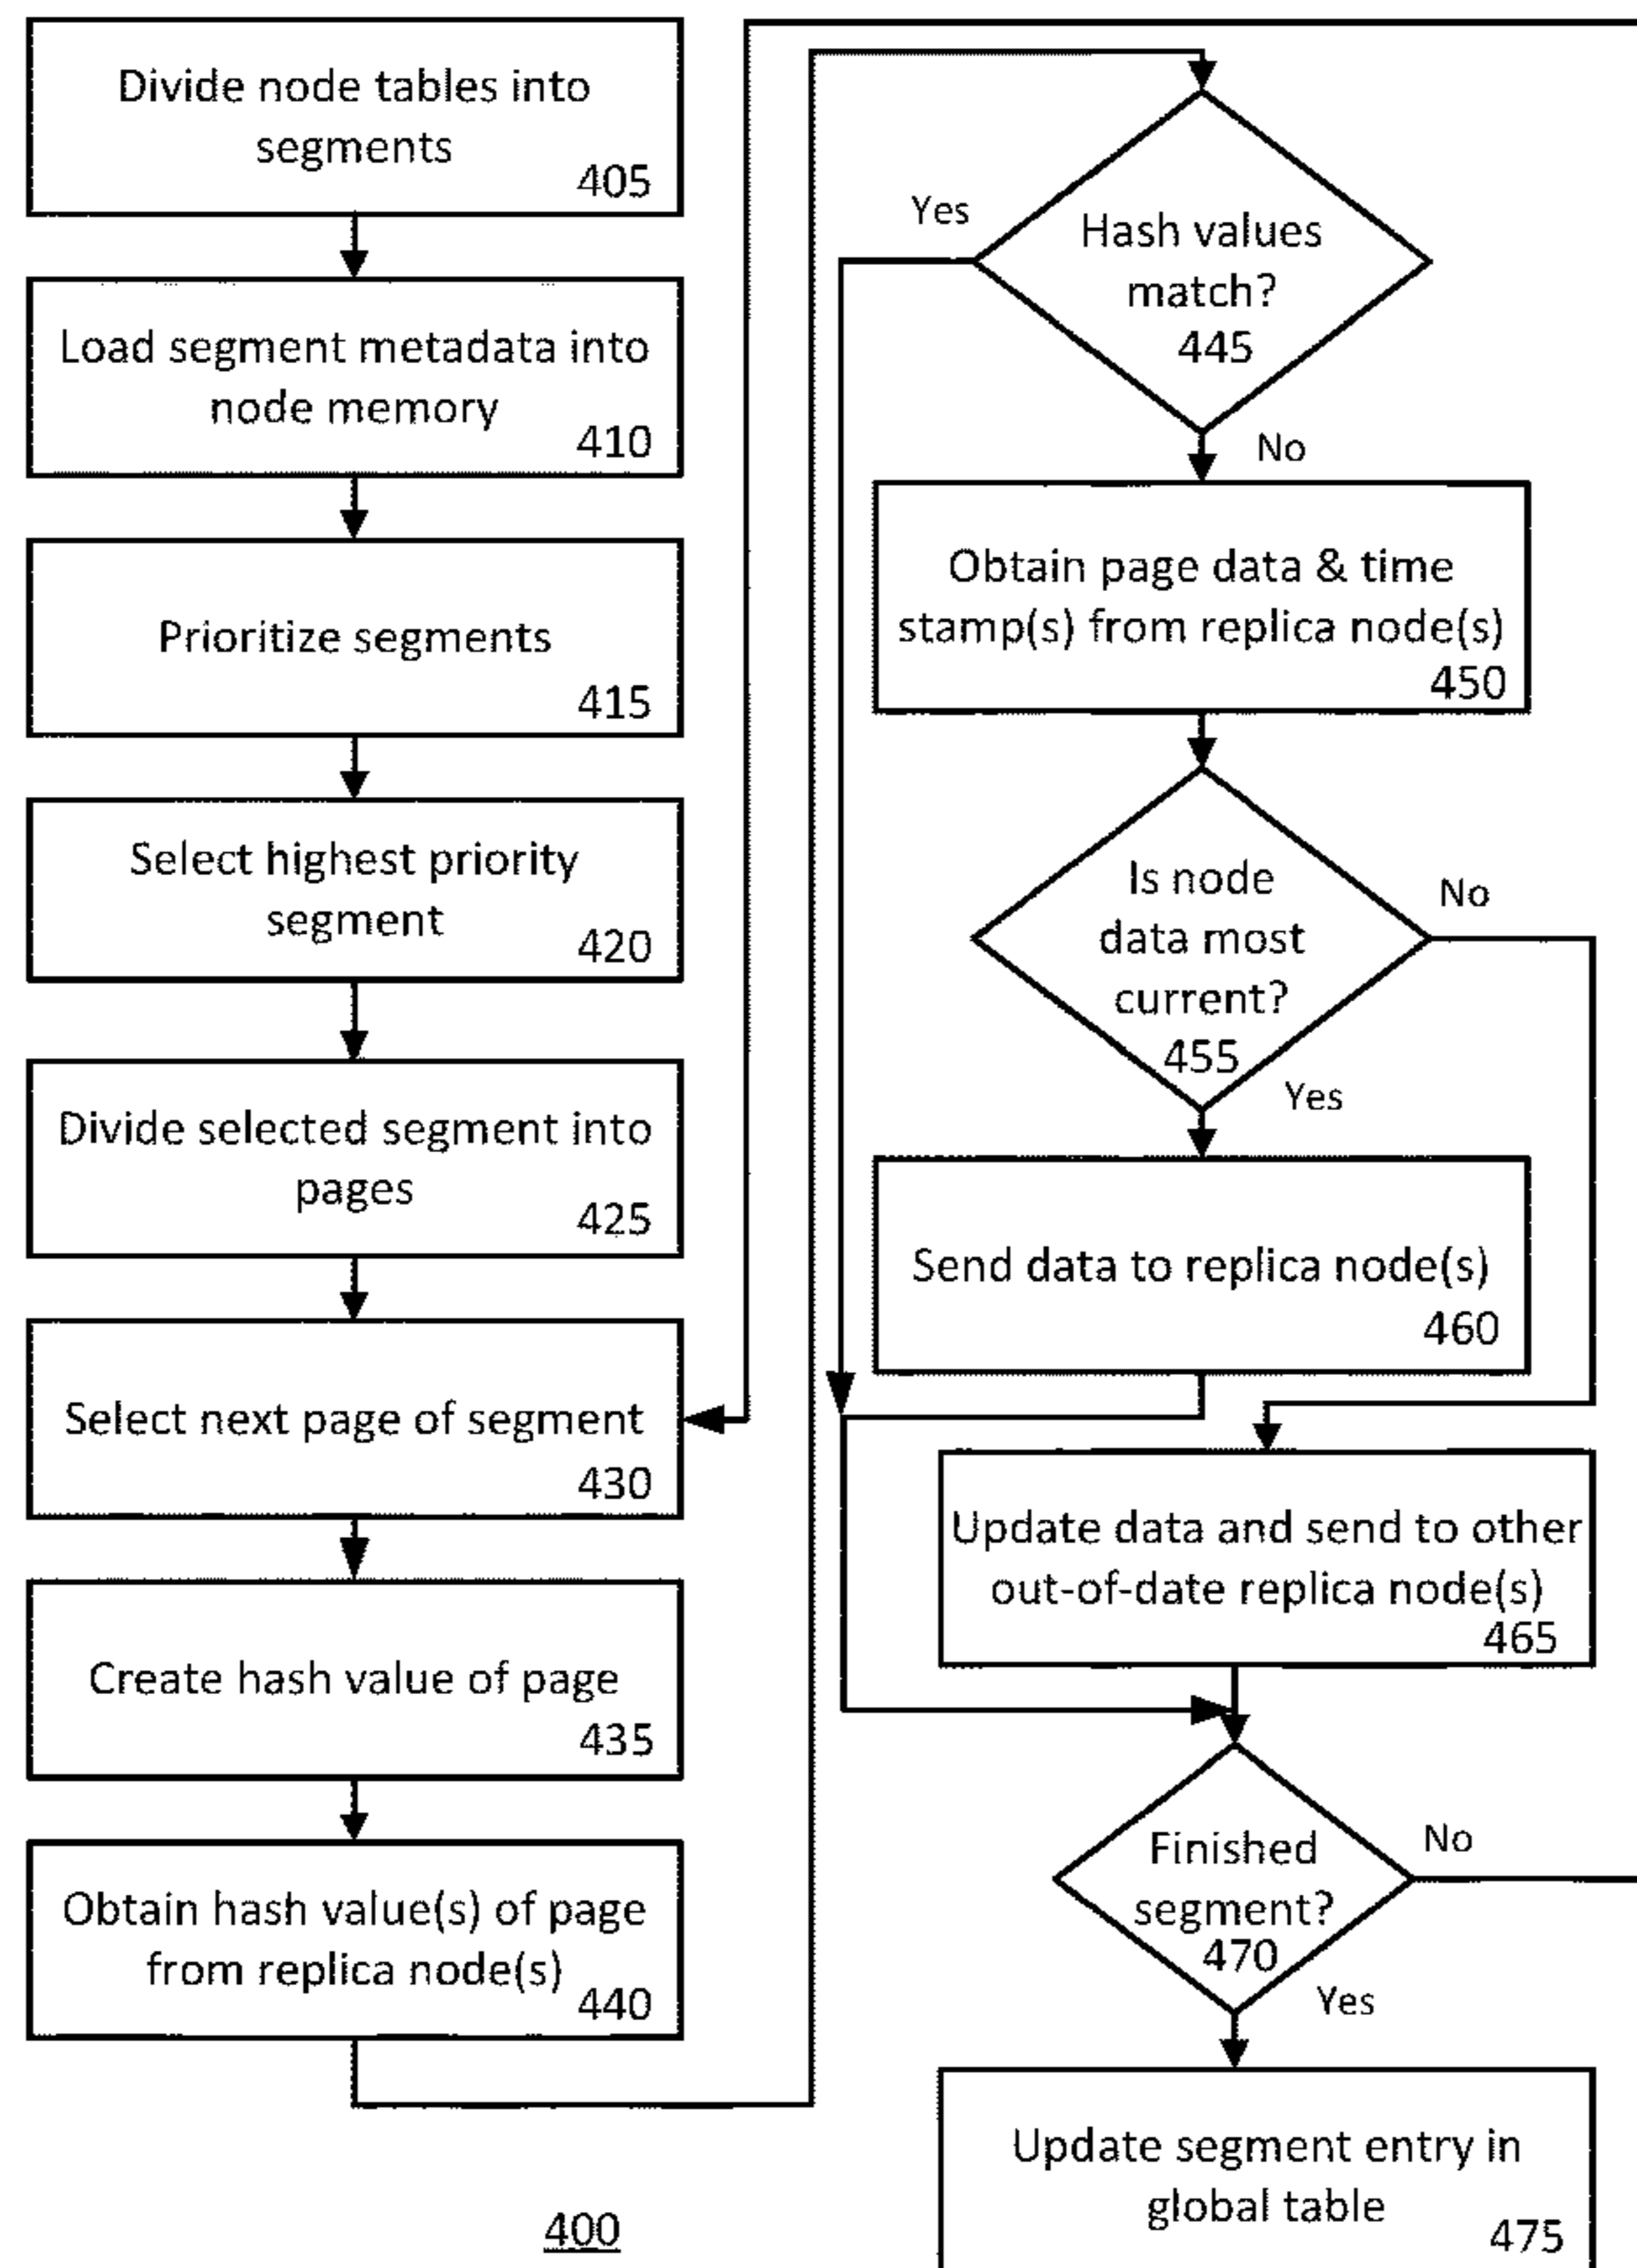 Divide node tables into
segments
405
Load segment metadata into
node memory
410
Prioritize segments
415
Select highest priority
segment
420
Divide selected segment into
pages
425
Select next page of segment
430
Create hash value of page
435
Obtain hash value(s) of page
from replica node(s)
440
400
Yes
Hash values
match?
445
No
Obtain page data & time
stamp(s) from replica node(s)
450
Is node
data most
current?
455
No
Yes
Send data to replica node(s)
460
Update data and send to other
out-of-date replica node(s)
465
Finished
segment?
470
No
Yes
Update segment entry in
global table
475